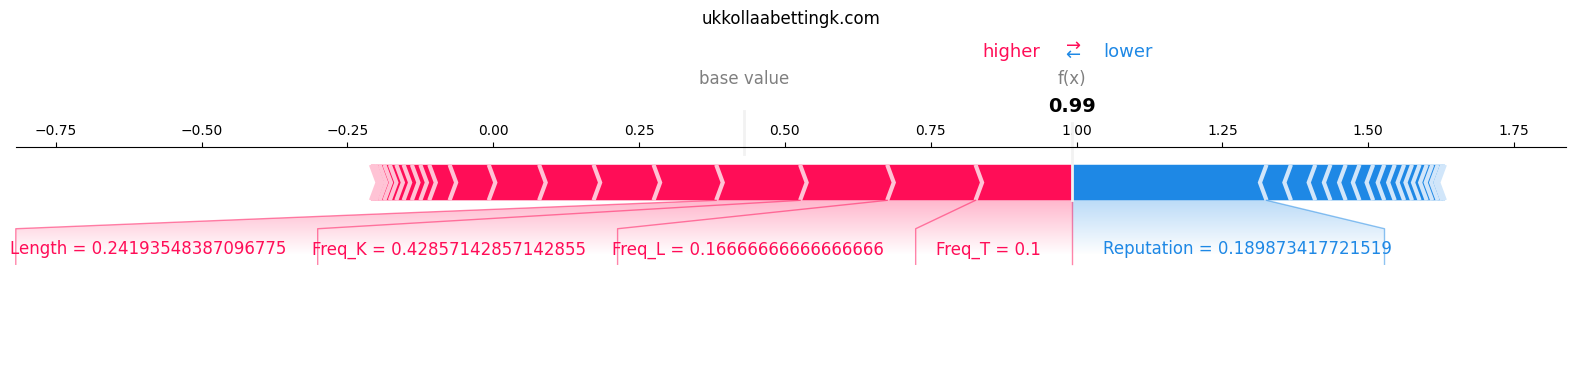 ukkollaabettingk.com
higher ⇄ lower
base value f(x)
0.99
−0.75 −0.50 −0.25 0.00 0.25 0.50 0.75 1.00 1.25 1.50 1.75
Length = 0.24193548387096775 Freq_K = 0.42857142857142855 Freq_L = 0.16666666666666666 Freq_T = 0.1 Reputation = 0.189873417721519